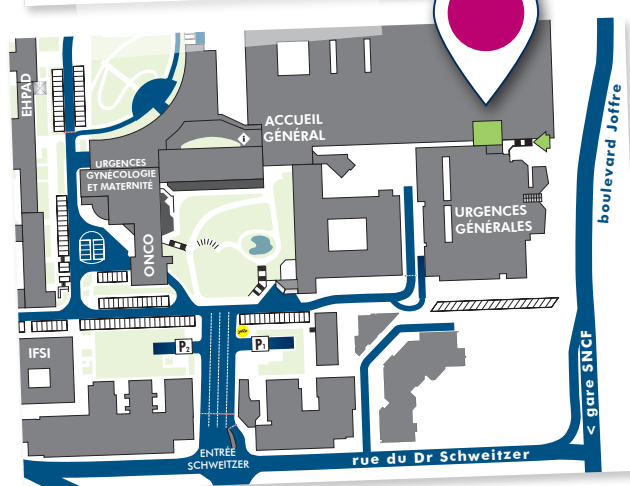 EHPAD
ACCUEIL
GÉNÉRAL
i
boulevard Joffre
URGENCES
GYNÉCOLOGIE
ET MATERNITÉ
URGENCES
GÉNÉRALES
ONCO
IFSI
P2
P1
< gare SNCF
ENTRÉE
SCHWEITZER
rue du Dr Schweitzer